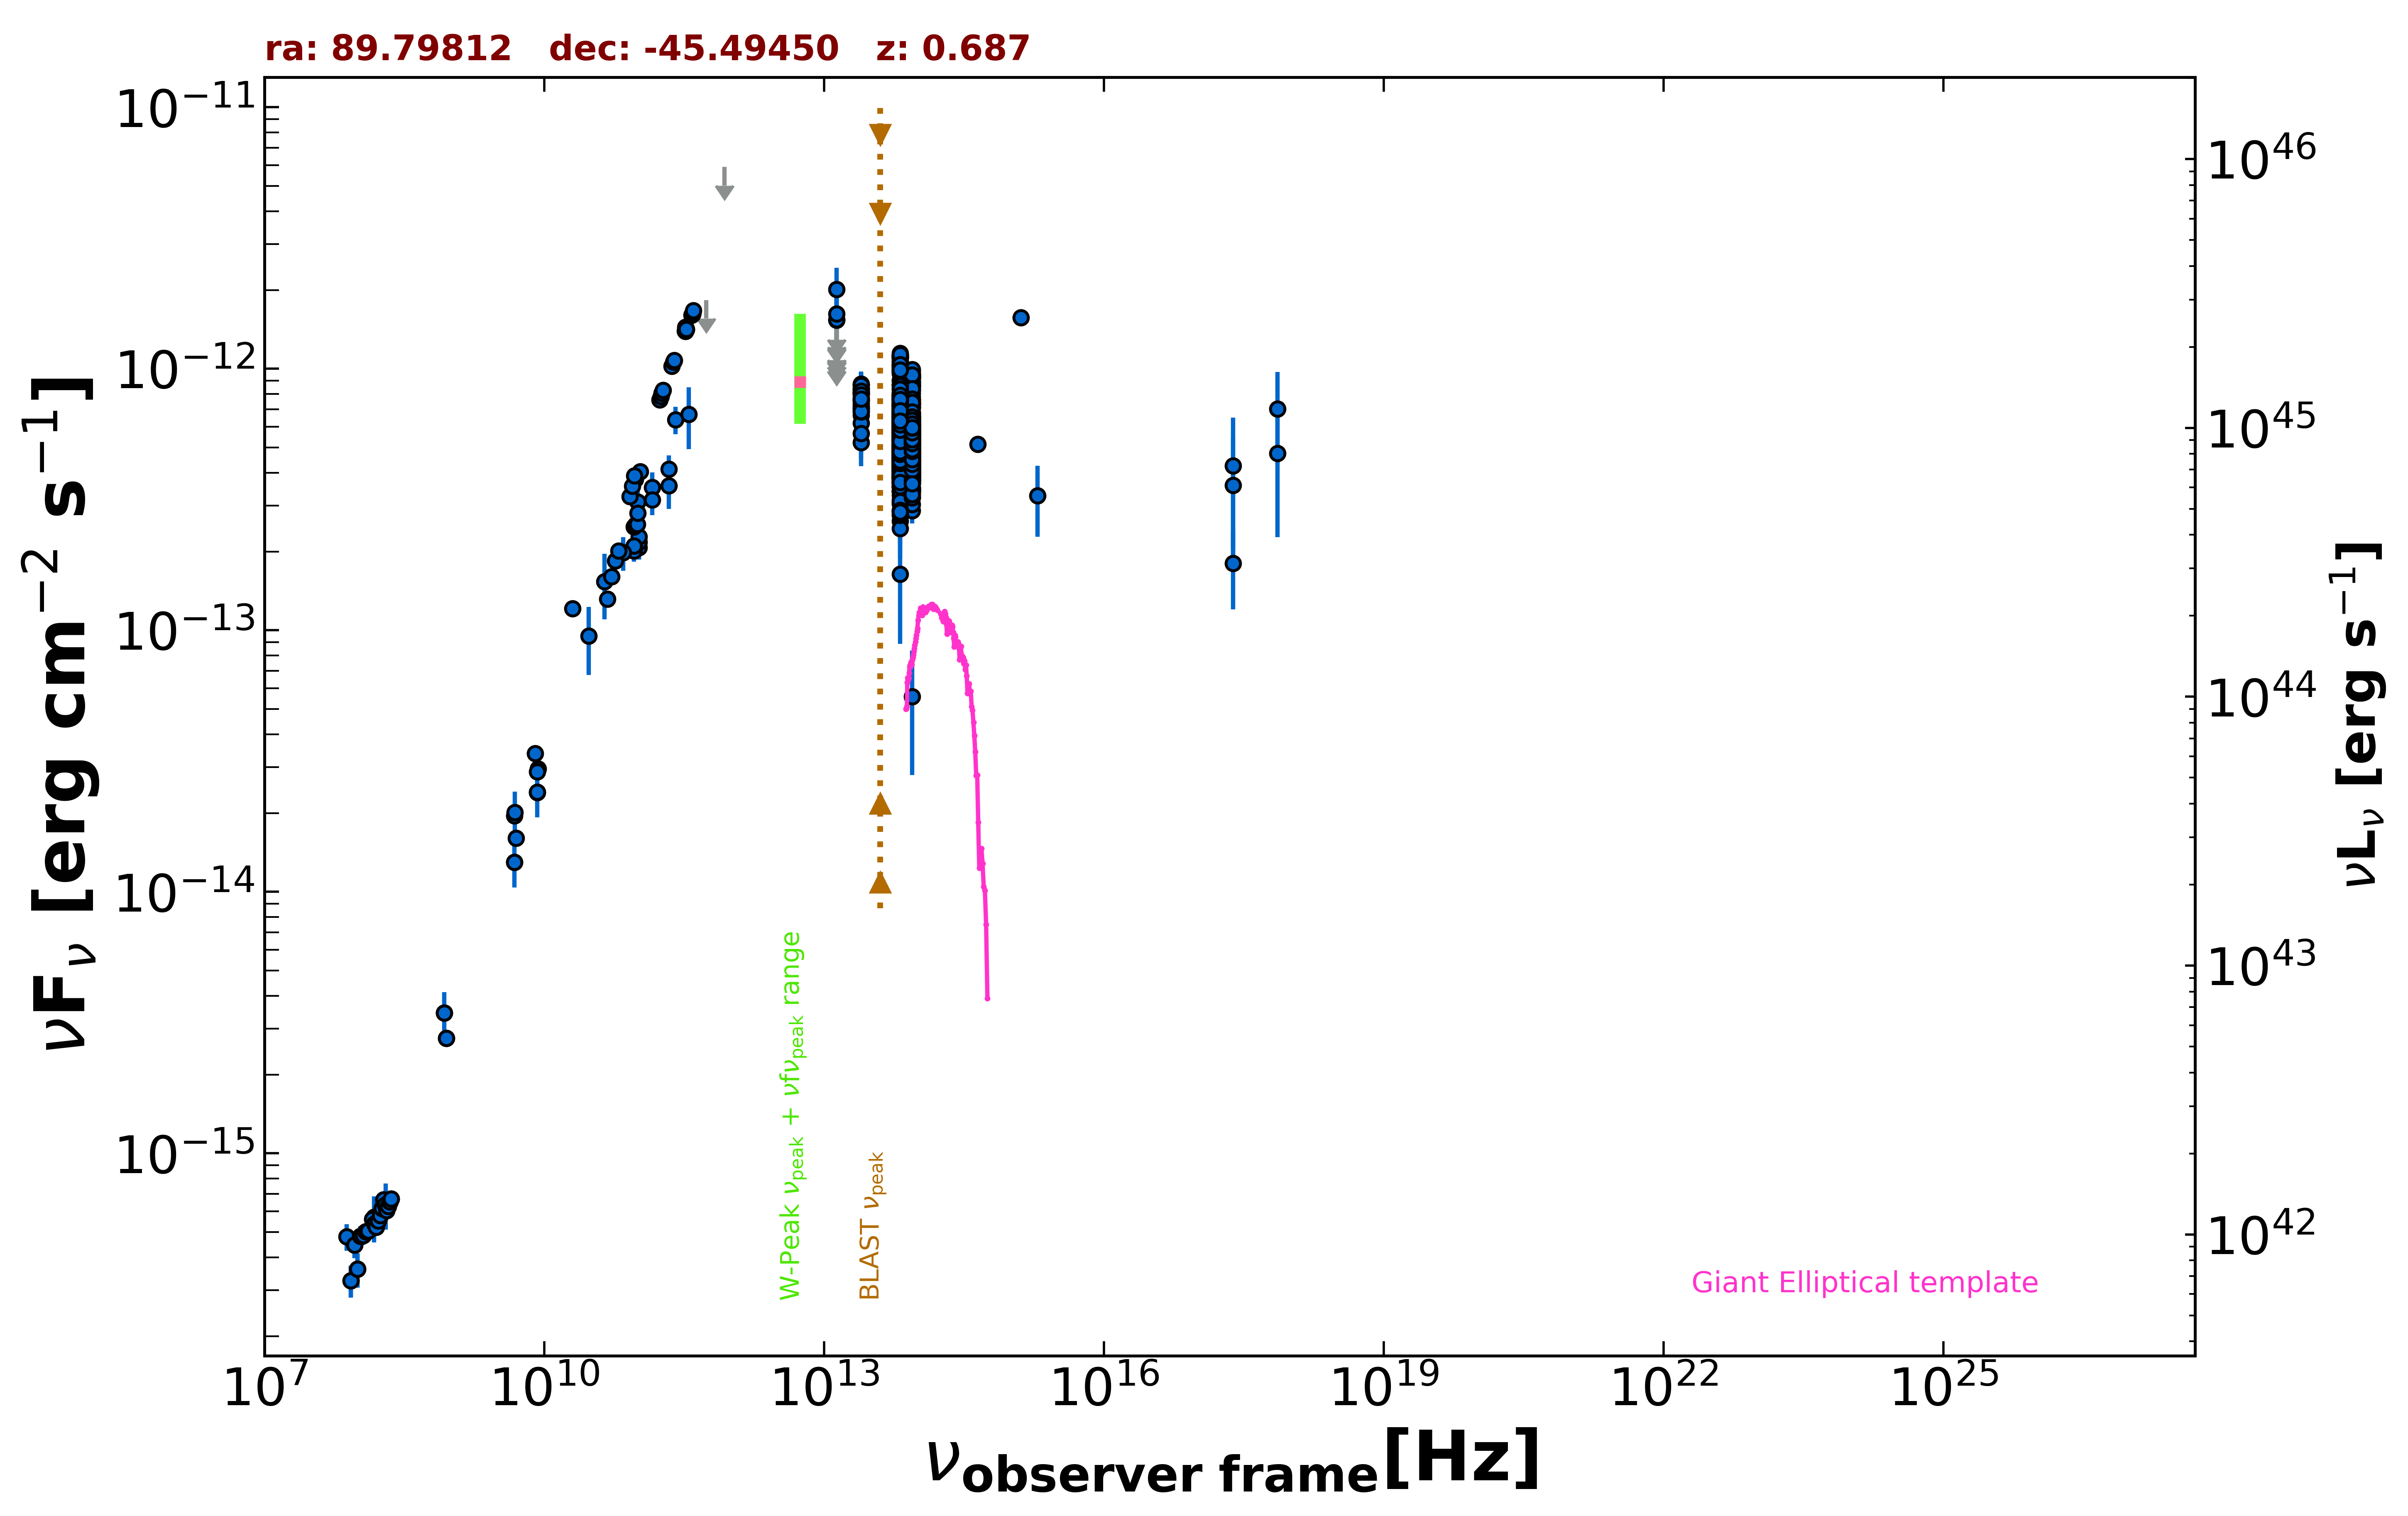 ra: 89.79812 dec: -45.49450 z: 0.687
10⁻¹¹
10⁻¹²
10⁻¹³
10⁻¹⁴
10⁻¹⁵
νFν [erg cm⁻² s⁻¹]
10⁴⁶
10⁴⁵
10⁴⁴
10⁴³
10⁴²
νLν [erg s⁻¹]
W-Peak νpeak + νfνpeak range
BLAST νpeak
Giant Elliptical template
10⁷ 10¹⁰ 10¹³ 10¹⁶ 10¹⁹ 10²² 10²⁵
νobserver frame[Hz]